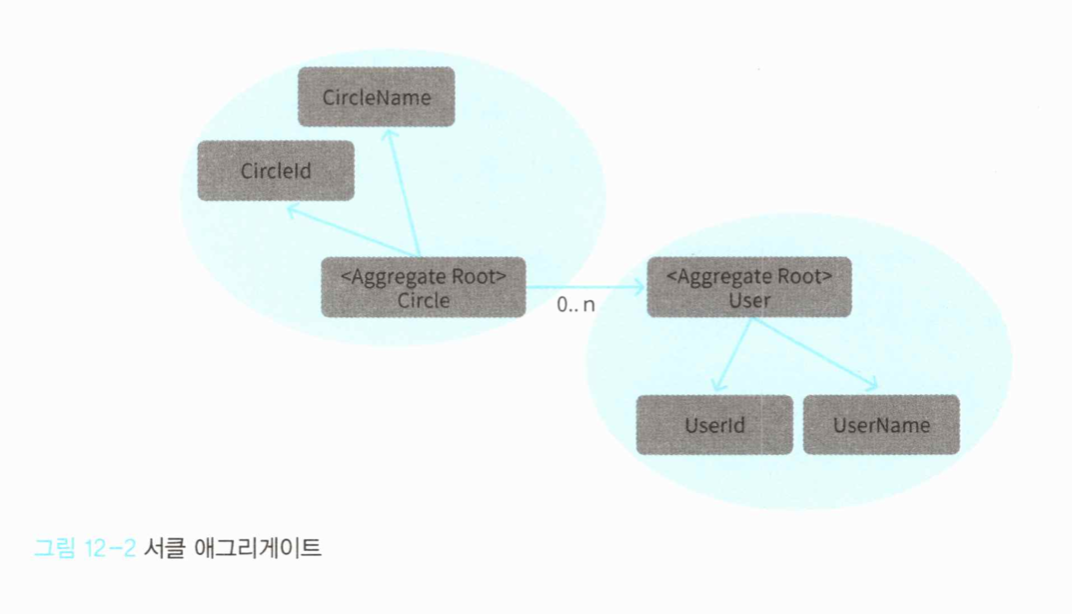 CircleName
CircleId
<Aggregate Root>
Circle
0.. n
<Aggregate Root>
User
UserId
UserName
그림 12-2 서클 애그리게이트